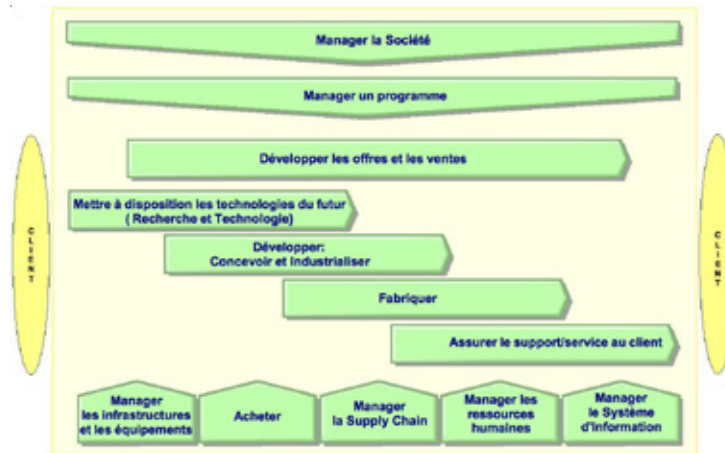 Manager la Société
Manager un programme
CLIENT
Développer les offres et les ventes
Mettre à disposition les technologies du futur
( Recherche et Technologie)
Développer:
Concevoir et Industrialiser
Fabriquer
Assurer le support/service au client
CLIENT
Manager
les infrastructures
et les équipements
Acheter
Manager
la Supply Chain
Manager les
ressources
humaines
Manager
le Système
d'Information